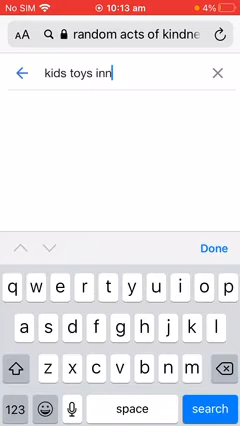 No SIM 10:13 am 4%
AA random acts of kindne
kids toys inn
Done
q w e r t y u i o p
a s d f g h j k l
z x c v b n m
123 space search